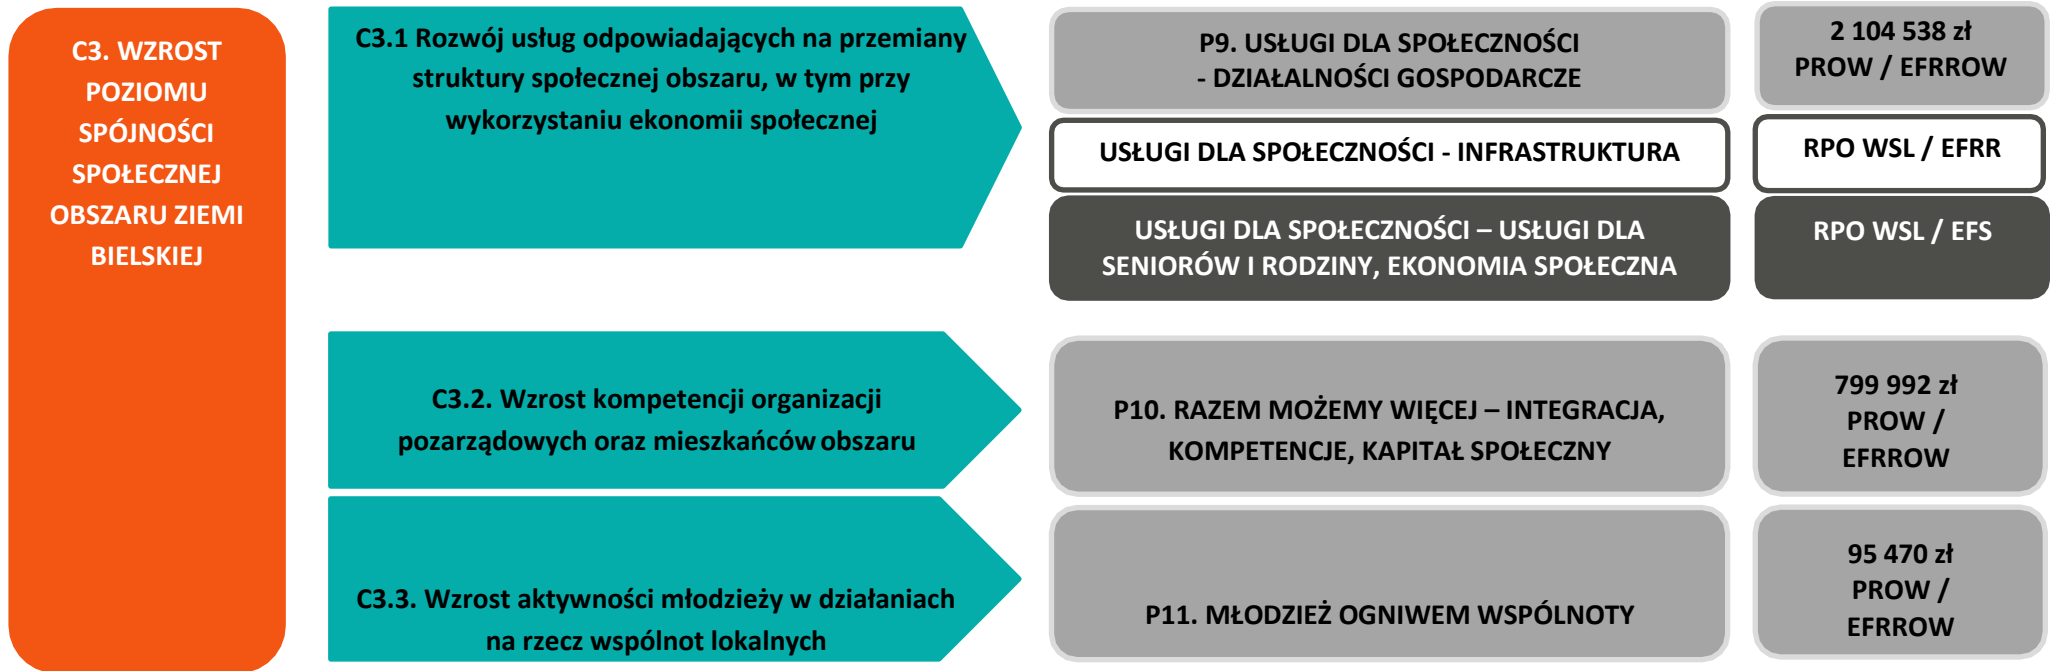 C3. WZROST
POZIOMU
SPÓJNOŚCI
SPOŁECZNEJ
OBSZARU ZIEMI
BIELSKIEJ
C3.1 Rozwój usług odpowiadających na przemiany
struktury społecznej obszaru, w tym przy
wykorzystaniu ekonomii społecznej
P9. USŁUGI DLA SPOŁECZNOŚCI
- DZIAŁALNOŚCI GOSPODARCZE
2 104 538 zł
PROW / EFRROW
USŁUGI DLA SPOŁECZNOŚCI - INFRASTRUKTURA
RPO WSL / EFRR
USŁUGI DLA SPOŁECZNOŚCI – USŁUGI DLA
SENIORÓW I RODZINY, EKONOMIA SPOŁECZNA
RPO WSL / EFS
C3.2. Wzrost kompetencji organizacji
pozarządowych oraz mieszkańców obszaru
P10. RAZEM MOŻEMY WIĘCEJ – INTEGRACJA,
KOMPETENCJE, KAPITAŁ SPOŁECZNY
799 992 zł
PROW /
EFRROW
C3.3. Wzrost aktywności młodzieży w działaniach
na rzecz wspólnot lokalnych
P11. MŁODZIEŻ OGNIWEM WSPÓLNOTY
95 470 zł
PROW /
EFRROW